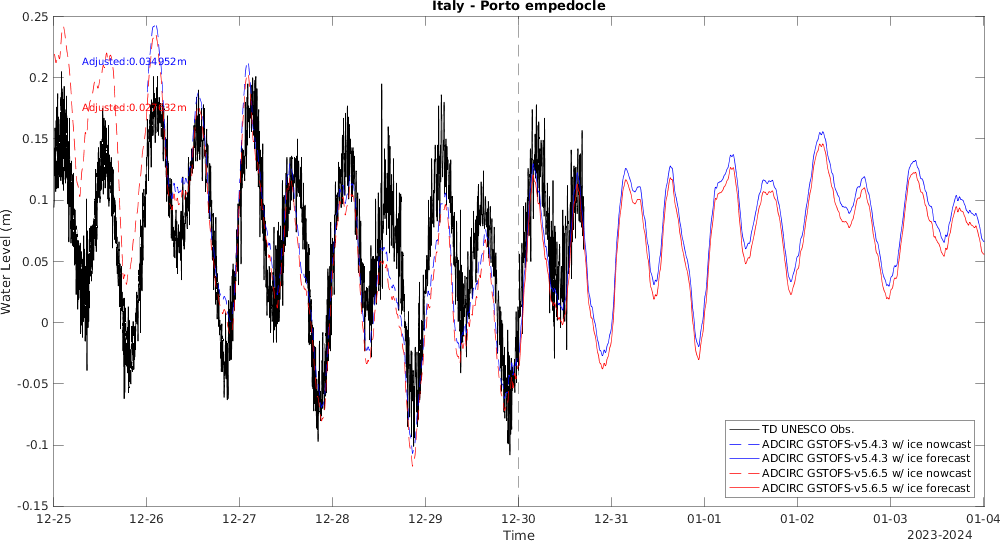 Italy - Porto empedocle
Water Level (m)
0.25
0.2
0.15
0.1
0.05
0
-0.05
-0.1
-0.15
Adjusted:0.034952m
12-25
12-26
12-27
12-28
12-29
12-30
12-31
01-01
01-02
01-03
01-04
Time
2023-2024
TD UNESCO Obs.
ADCIRC GSTOFS-v5.4.3 w/ ice nowcast
ADCIRC GSTOFS-v5.4.3 w/ ice forecast
ADCIRC GSTOFS-v5.6.5 w/ ice nowcast
ADCIRC GSTOFS-v5.6.5 w/ ice forecast